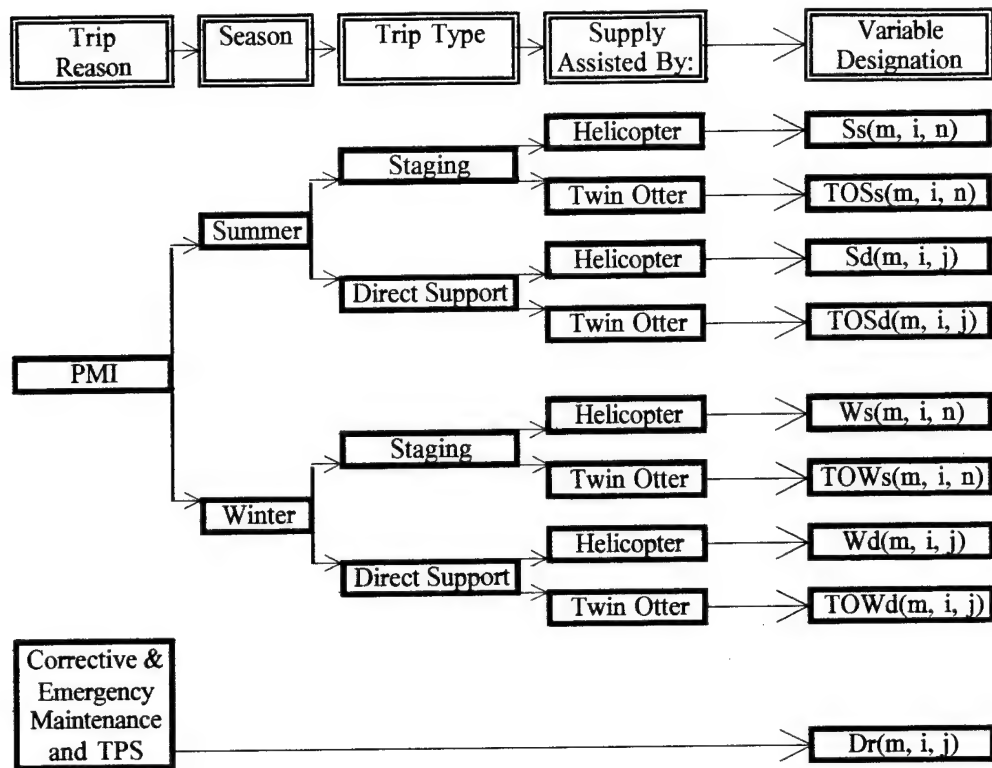 Trip
Reason
Season
Trip Type
Supply
Assisted By:
Variable
Designation
Helicopter
Ss(m, i, n)
Staging
Twin Otter
TOSs(m, i, n)
Summer
Helicopter
Sd(m, i, j)
Direct Support
Twin Otter
TOSd(m, i, j)
PMI
Helicopter
Ws(m, i, n)
Staging
Twin Otter
TOWs(m, i, n)
Winter
Helicopter
Wd(m, i, j)
Direct Support
Twin Otter
TOWd(m, i, j)
Corrective &
Emergency
Maintenance
and TPS
Dr(m, i, j)